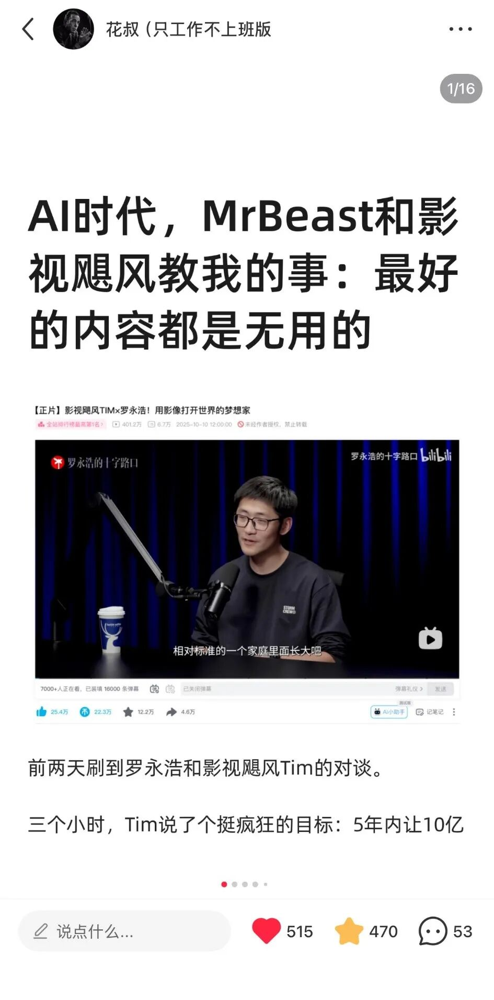 花叔（只工作不上班版
1/16
AI时代，MrBeast和影
视飓风教我的事：最好
的内容都是无用的
【正片】影视飓风TIM×罗永浩！用影像打开世界的梦想家
全站排行榜最高第1名 401.2万 6.7万 2025-10-10 12:00:00 未经作者授权，禁止转载
罗永浩的十字路口
罗永浩的十字路口 bilibili
STORM
CREW
相对标准的一个家庭里面长大吧
7000+人正在看，已装填 16000 条弹幕 已关闭弹幕 弹幕礼仪 发送
测试版
25.4万 22.3万 12.2万 4.6万 AI小助手 记笔记
前两天刷到罗永浩和影视飓风Tim的对谈。
三个小时，Tim说了个挺疯狂的目标：5年内让10亿
说点什么... 515 470 53